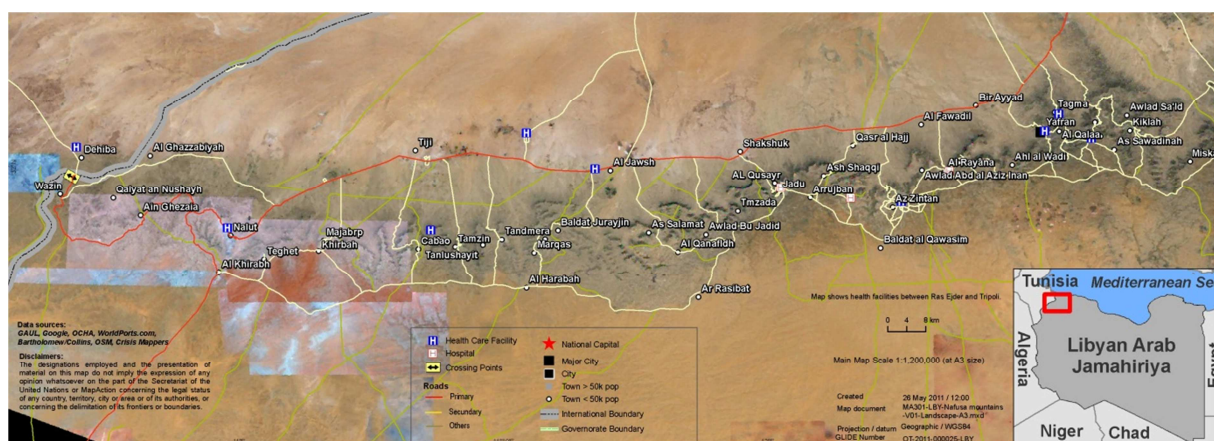 Bir Ayyad
Tagma
Awlad Sa'id
Al Fawadil
Yafran
Kiklah
Al Qalaa
As Sawadinah
Tiji
Qasr al Hajj
Shakshuk
Dehiba
Al Ghazzabiyah
Al Jawsh
Ash Shaqqi
Al Rayana
Ahl al Wadi
Miska
AL Qusayr
Awlad Abd al Aziz Inan
Wazin
Jadu
Qalyat an Nushayn
Arrujban
Az Zintan
Ain Ghezaia
Tmzada
Nalut
Majabrp
Cabao
Tamzin
Tandmera
Baldat Jurayjin
As Salamat
Awlad Bu Jadid
Khirbah
Marqas
Al Qanafidh
Baldat al Qawasim
Teghet
Tanlushayit
Al Khirabh
Al Harabah
Ar Rasibat
Map shows health facilities between Ras Ejder and Tripoli.
0 4 8 km
Main Map Scale 1:1,200,000 (at A3 size)
Data sources:
GAUL, Google, OCHA, WorldPorts.com,
Bartholomew/Collins, OSM, Crisis Mappers
Disclaimers:
The designations employed and the presentation of
material on this map do not imply the expression of any
opinion whatsoever on the part of the Secretariat of the
United Nations or MapAction concerning the legal status
of any country, territory, city or area or of its authorities, or
concerning the delimitation of its frontiers or boundaries.
H Health Care Facility
H Hospital
Crossing Points
Roads
Primary
Secondary
Others
National Capital
Major City
City
Town > 50k pop
Town < 50k pop
International Boundary
Governorate Boundary
Created 26 May 2011 / 12:00
Map document MA301-LBY-Nafusa mountains
-V01-Landscape-A3.mxd
Projection / datum Geographic / WGS84
GLIDE Number OT-2011-000025-LBY
Tunisia
Mediterranean Se
Algeria
Libyan Arab
Jamahiriya
Egypt
Niger
Chad